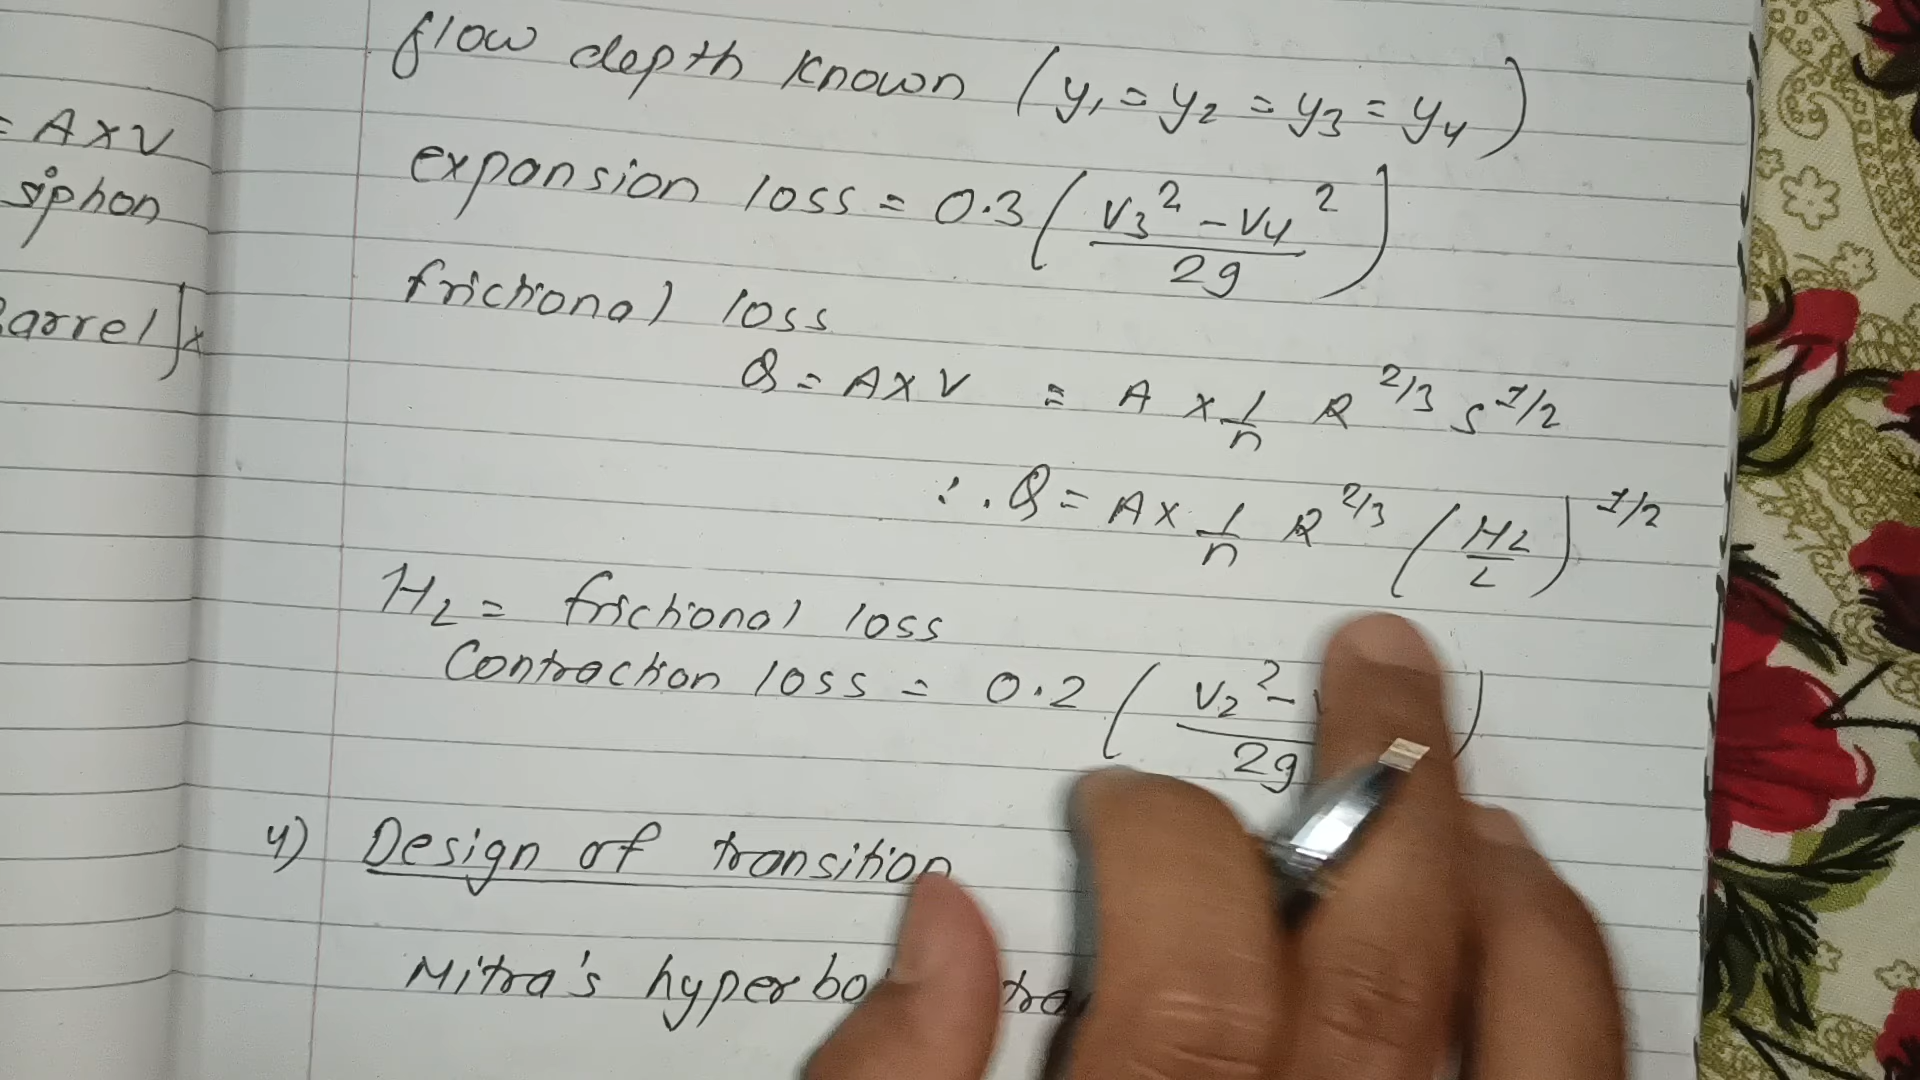 = A x V
siphon
flow depth known (y₁ = y₂ = y₃ = y₄)
expansion loss = 0.3 ( V₃² - V₄² / 2g )
frictional loss
Q = A x V = A x 1/n R^2/3 S^1/2
∴ Q = A x 1/n R^2/3 ( HL / L )^1/2
HL = frictional loss
Contraction loss = 0.2 ( V₂² - / 2g )
4) Design of transition
Mitra's